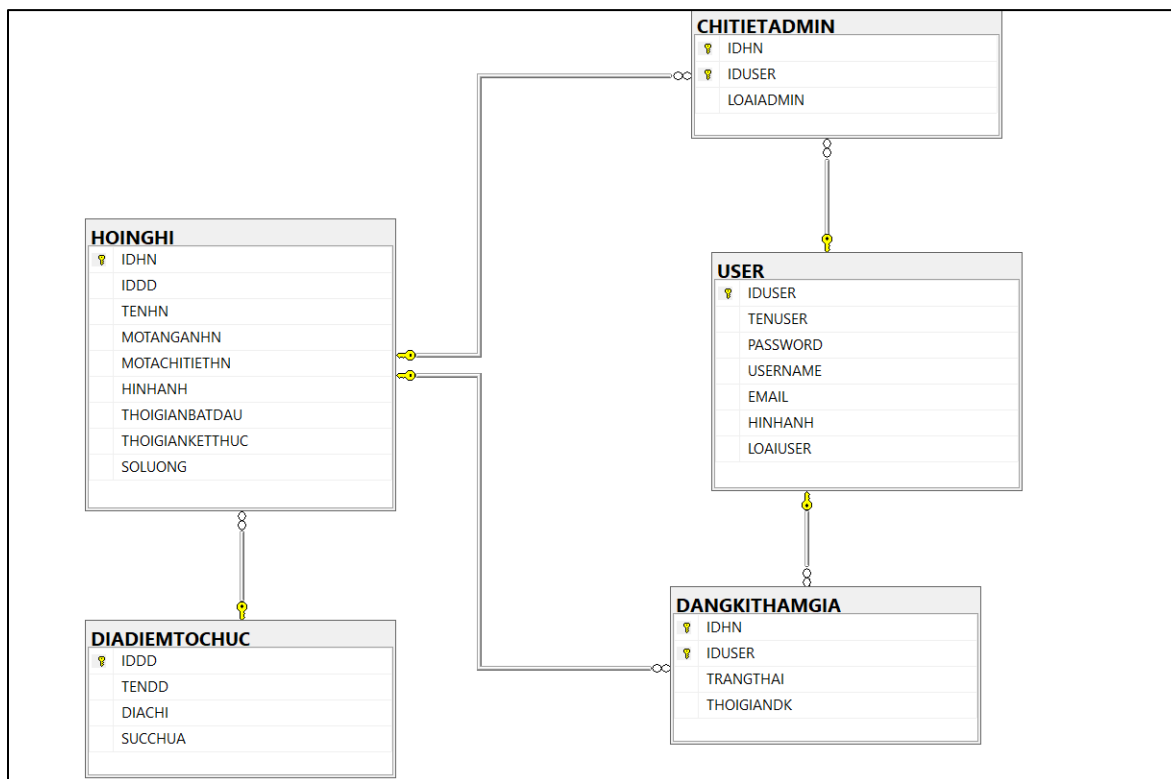 CHITIETADMIN
IDHN
IDUSER
LOAIADMIN
HOINGHI
IDHN
IDDD
TENHN
MOTANGANHN
MOTACHITIETHN
HINHANH
THOIGIANBATDAU
THOIGIANKETTHUC
SOLUONG
USER
IDUSER
TENUSER
PASSWORD
USERNAME
EMAIL
HINHANH
LOAIUSER
DIADIEMTOCHUC
IDDD
TENDD
DIACHI
SUCCHUA
DANGKITHAMGIA
IDHN
IDUSER
TRANGTHAI
THOIGIANDK